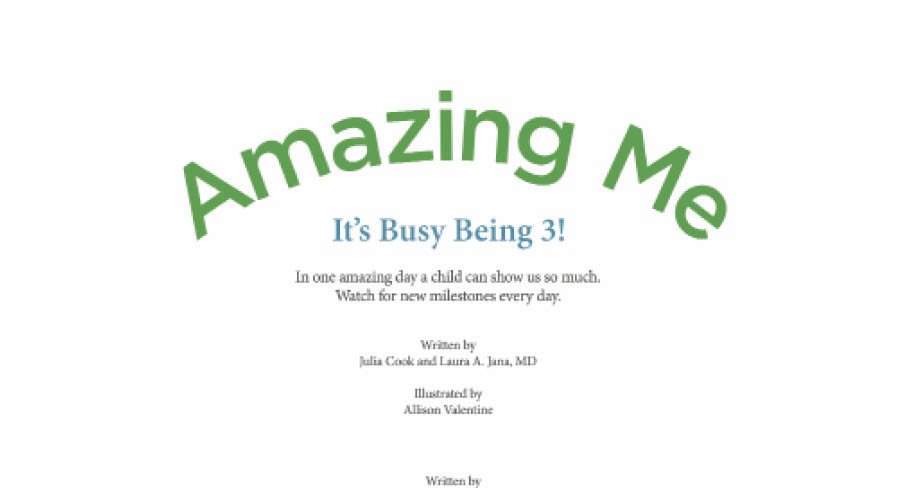 Amazing Me
It's Busy Being 3!
In one amazing day a child can show us so much.
Watch for new milestones every day.
Written by
Julia Cook and Laura A. Jana, MD
Illustrated by
Allison Valentine
Written by